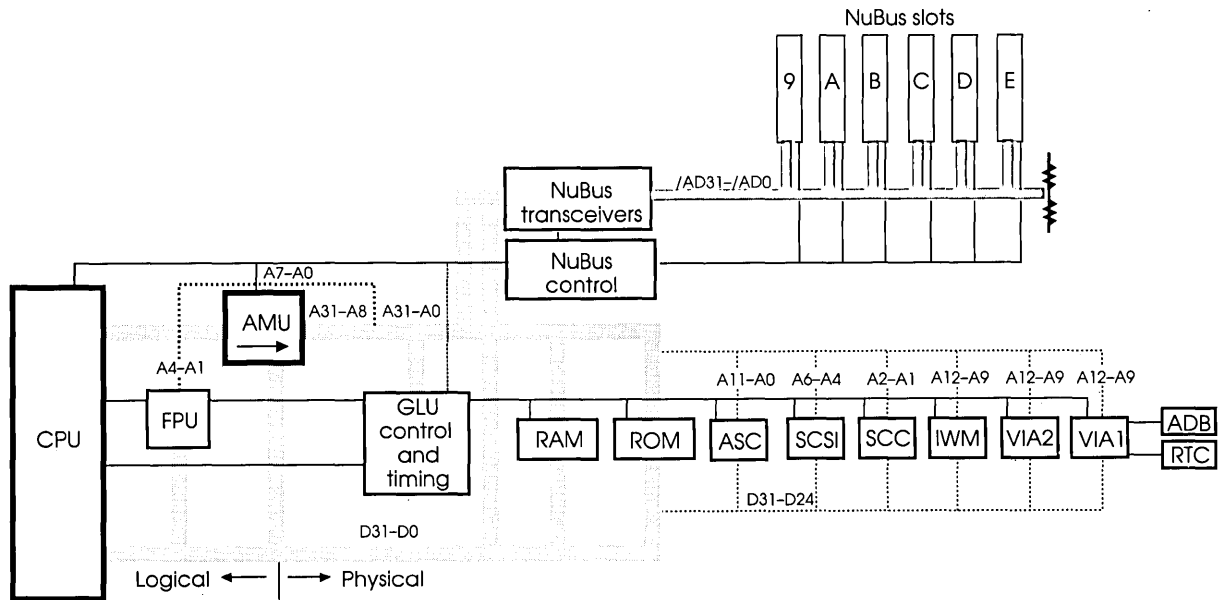 NuBus slots
9 A B C D E
NuBus
transceivers
/AD31–/AD0
NuBus
control
A7–A0
AMU
A31–A8
A31–A0
A4–A1
A11–A0
A6–A4
A2–A1
A12–A9
A12–A9
A12–A9
CPU
FPU
GLU
control
and
timing
RAM
ROM
ASC
SCSI
SCC
IWM
VIA2
VIA1
ADB
RTC
D31–D24
D31–D0
Logical
Physical